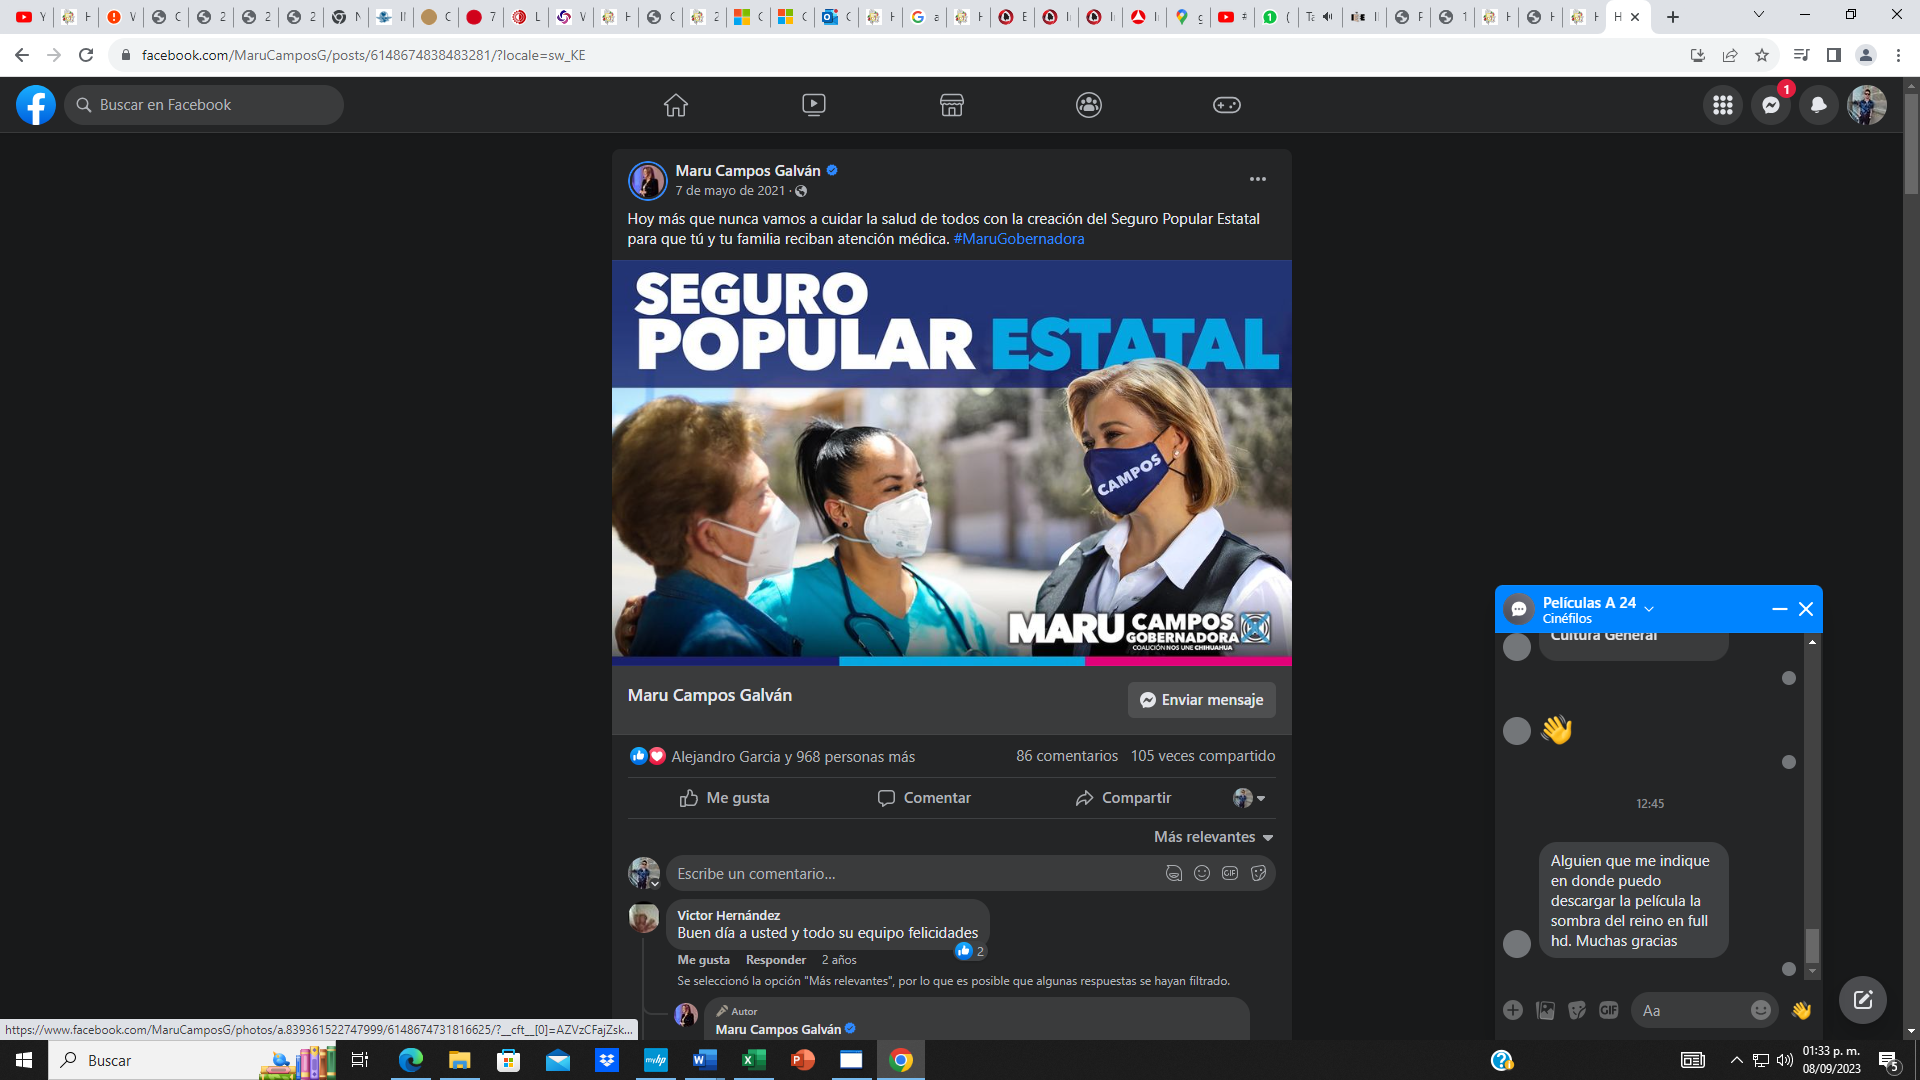 facebook.com/MaruCamposG/posts/6148674838483281/?locale=sw_KE
Buscar en Facebook
1
Maru Campos Galván
7 de mayo de 2021 ·
Hoy más que nunca vamos a cuidar la salud de todos con la creación del Seguro Popular Estatal
para que tú y tu familia reciban atención médica. #MaruGobernadora
SEGURO
POPULAR ESTATAL
CAMPOS
MARU CAMPOS
GOBERNADORA
COALICIÓN NOS UNE CHIHUAHUA
Maru Campos Galván
Enviar mensaje
Alejandro Garcia y 968 personas más
86 comentarios 105 veces compartido
Me gusta Comentar Compartir
Más relevantes
Escribe un comentario...
GIF
Victor Hernández
Buen día a usted y todo su equipo felicidades
2
Me gusta Responder 2 años
Se seleccionó la opción "Más relevantes", por lo que es posible que algunas respuestas se hayan filtrado.
Autor
Maru Campos Galván
Películas A 24
Cinéfilos
Cultura General
12:45
Alguien que me indique
en donde puedo
descargar la película la
sombra del reino en full
hd. Muchas gracias
GIF
Aa
https://www.facebook.com/MaruCamposG/photos/a.839361522747999/6148674731816625/?__cft__[0]=AZVzCFajZsk...
Buscar
01:33 p. m.
08/09/2023
5